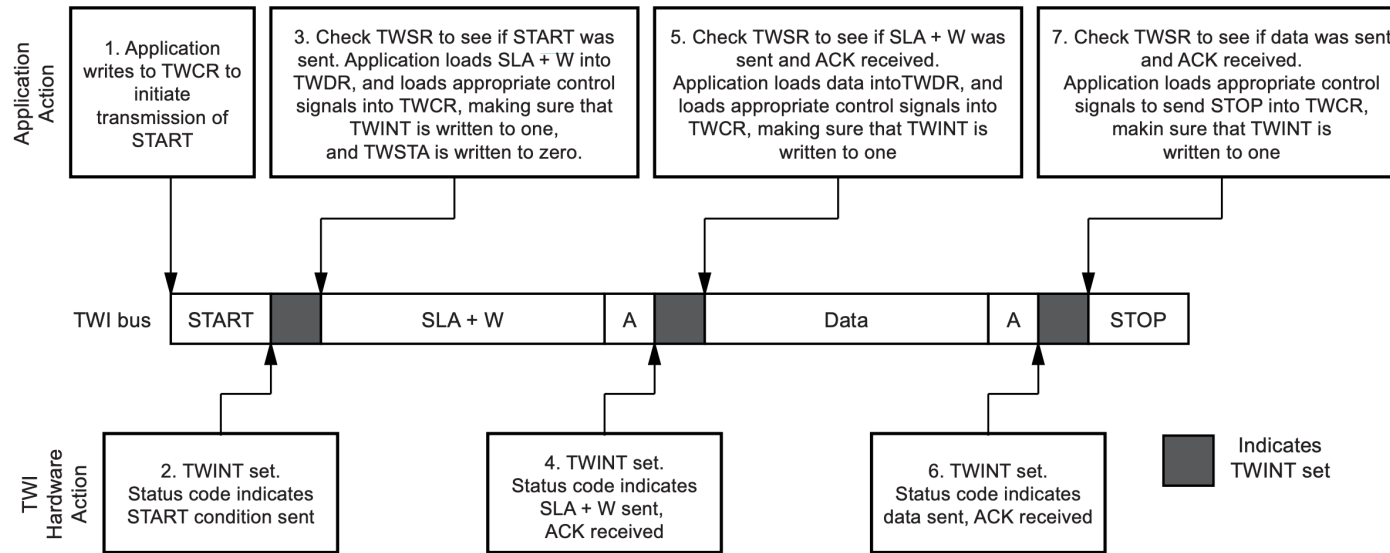 Application
Action
1. Application
writes to TWCR to
initiate
transmission of
START
3. Check TWSR to see if START was
sent. Application loads SLA + W into
TWDR, and loads appropriate control
signals into TWCR, making sure that
TWINT is written to one,
and TWSTA is written to zero.
5. Check TWSR to see if SLA + W was
sent and ACK received.
Application loads data intoTWDR, and
loads appropriate control signals into
TWCR, making sure that TWINT is
written to one
7. Check TWSR to see if data was sent
and ACK received.
Application loads appropriate control
signals to send STOP into TWCR,
makin sure that TWINT is
written to one
TWI bus
START
SLA + W
A
Data
A
STOP
TWI
Hardware
Action
2. TWINT set.
Status code indicates
START condition sent
4. TWINT set.
Status code indicates
SLA + W sent,
ACK received
6. TWINT set.
Status code indicates
data sent, ACK received
Indicates
TWINT set